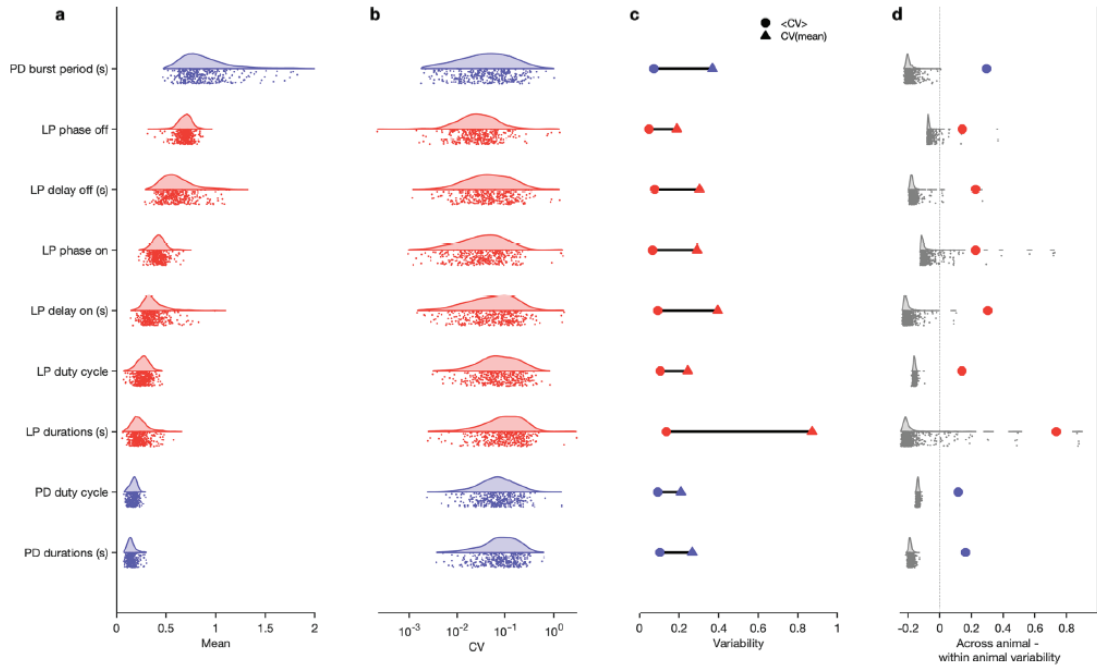 a b c d
<CV>
CV(mean)
PD burst period (s)
LP phase off
LP delay off (s)
LP phase on
LP delay on (s)
LP duty cycle
LP durations (s)
PD duty cycle
PD durations (s)
0 0.5 1 1.5 2
Mean
10⁻³ 10⁻² 10⁻¹ 10⁰
CV
0 0.2 0.4 0.6 0.8 1
Variability
-0.2 0 0.2 0.4 0.6 0.8
Across animal -
within animal variability